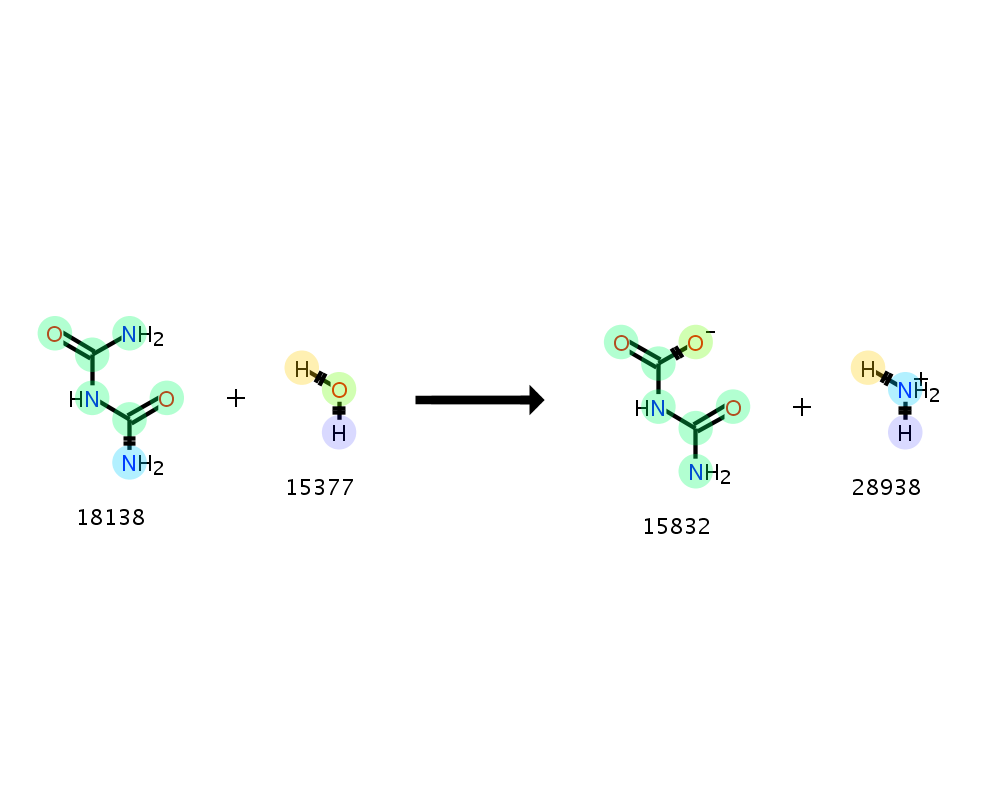 O NH2
HN O
NH2
18138
+
H O
H
15377
O O−
HN O
NH2
15832
+
H NH2+
H
28938